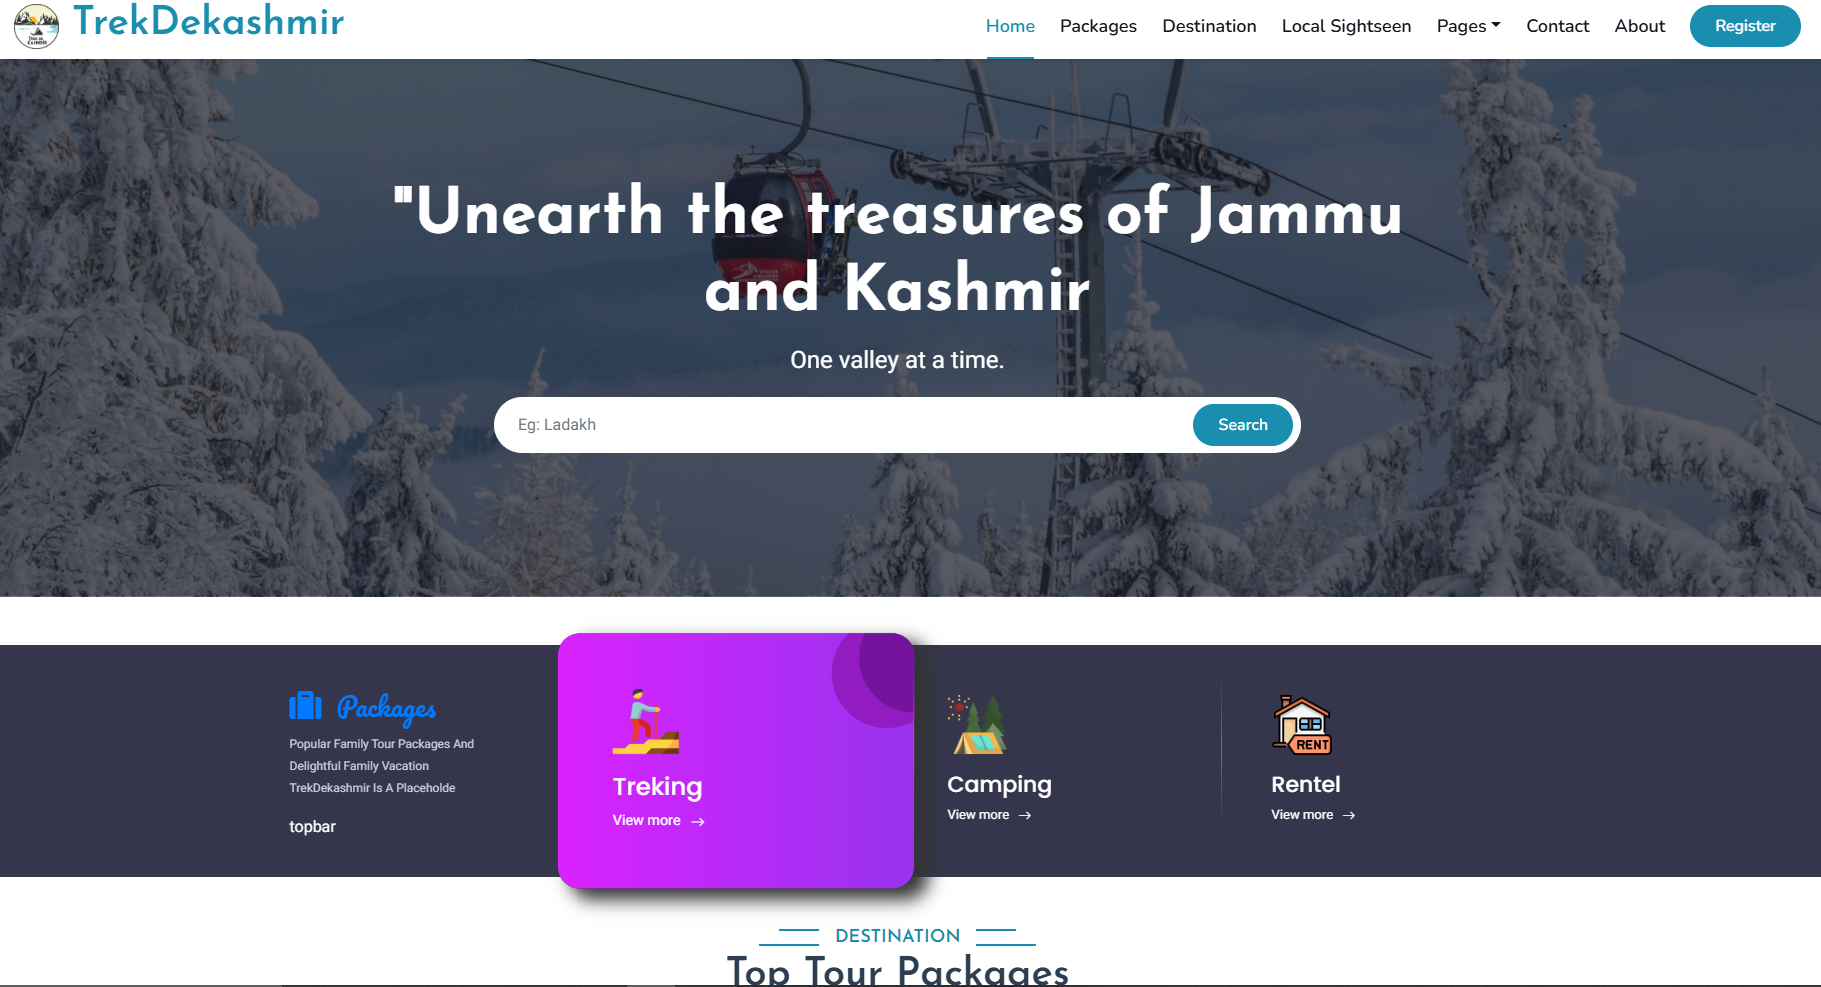 TrekDekashmir
Home Packages Destination Local Sightseen Pages Contact About Register
"Unearth the treasures of Jammu
and Kashmir
One valley at a time.
Eg: Ladakh
Search
Packages
Popular Family Tour Packages And
Delightful Family Vacation
TrekDekashmir Is A Placeholde
topbar
Treking
View more →
Camping
View more →
RENT
Rentel
View more →
DESTINATION
Top Tour Packages